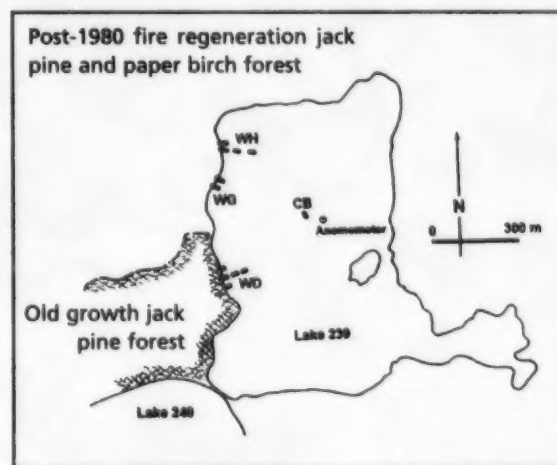 Post-1980 fire regeneration jack
pine and paper birch forest
WH
WG
CB
Anemometer
N
0 300 m
WD
Old growth jack
pine forest
Lake 239
Lake 240